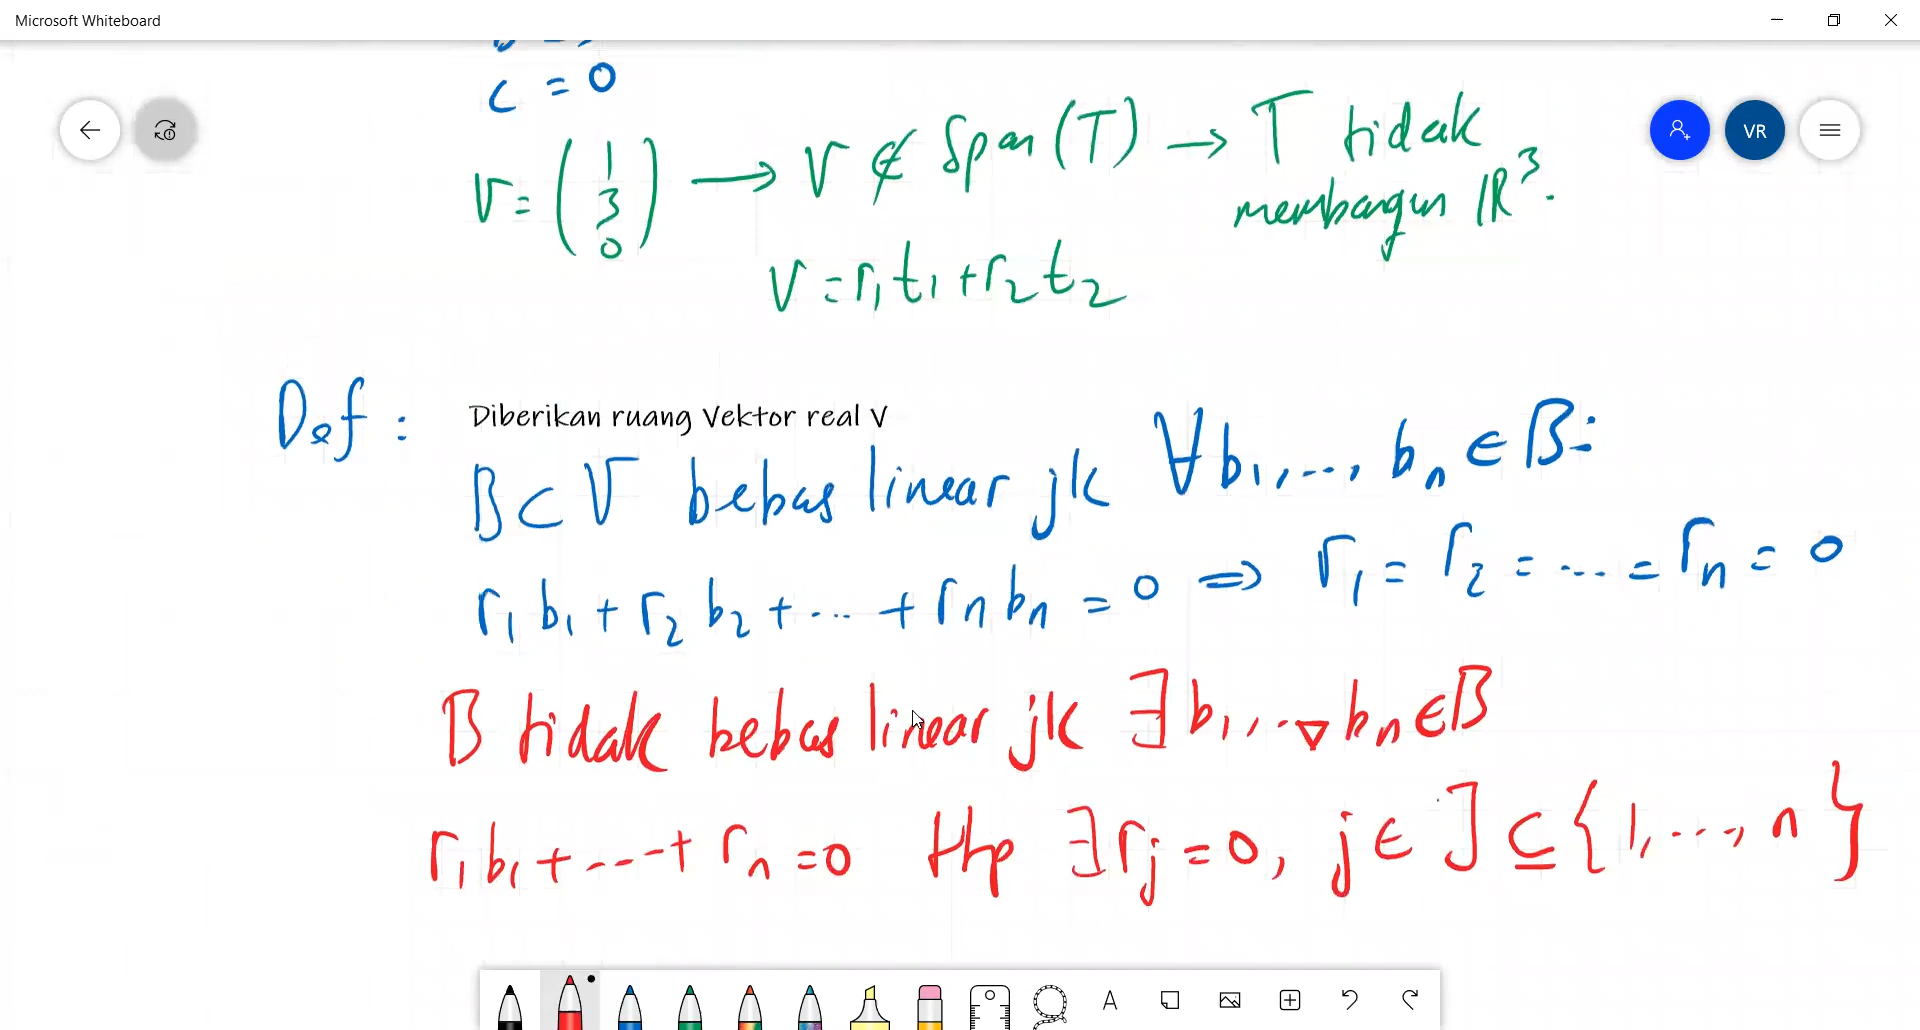 Microsoft Whiteboard
c = 0
V = (1 3 0) → V ∉ Span (T) → T tidak
membangun ℝ³.
V = r₁t₁ + r₂t₂
VR
Def : Diberikan ruang Vektor real V
B ⊂ V bebas linear jk ∀ b₁, ..., bₙ ∈ B:
r₁b₁ + r₂b₂ + ... + rₙbₙ = 0 ⇒ r₁ = r₂ = ... = rₙ = 0
B tidak bebas linear jk ∃ b₁, ..., bₙ ∈ B
r₁b₁ + ... + rₙ = 0 ttp ∃ rⱼ = 0, j ∈ J ⊆ {1, ..., n}
A